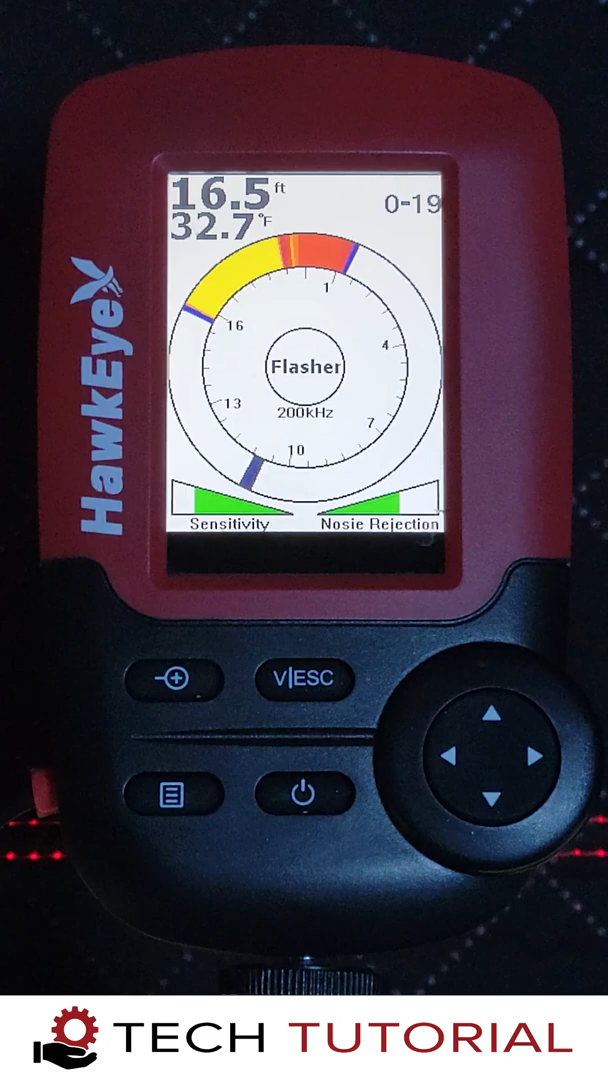 16.5 ft
32.7 °F
0-19
1
16
4
Flasher
13
200kHz
7
10
Sensitivity
Nosie Rejection
HawkEye
V|ESC
TECH TUTORIAL